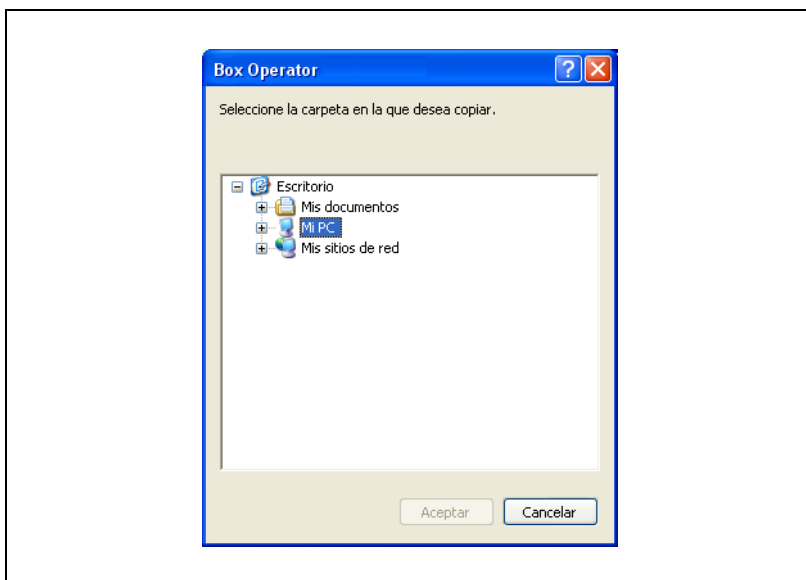 Box Operator
Seleccione la carpeta en la que desea copiar.
Escritorio
Mis documentos
Mi PC
Mis sitios de red
Aceptar Cancelar